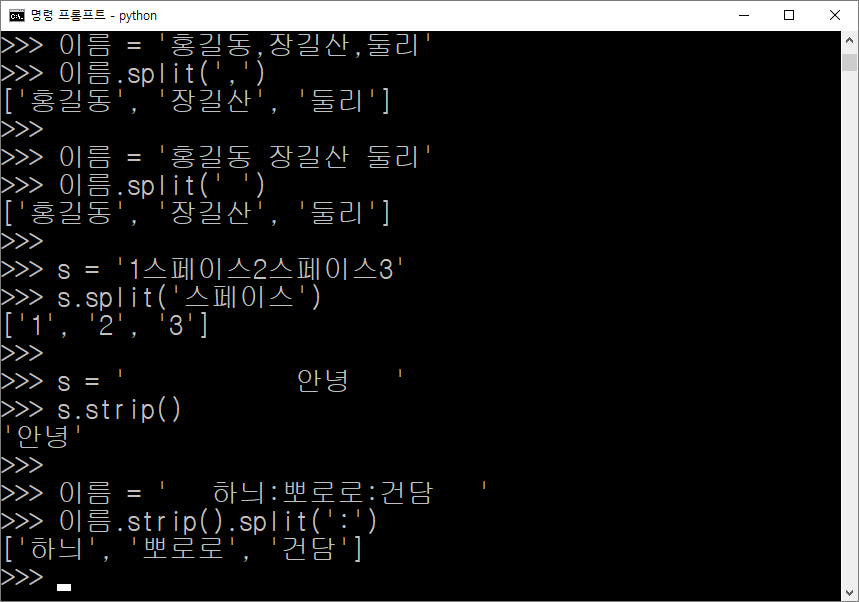 명령 프롬프트 - python
>>> 이름 = '홍길동,장길산,둘리'
>>> 이름.split(',')
['홍길동', '장길산', '둘리']
>>>
>>> 이름 = '홍길동 장길산 둘리'
>>> 이름.split(' ')
['홍길동', '장길산', '둘리']
>>>
>>> s = '1스페이스2스페이스3'
>>> s.split('스페이스')
['1', '2', '3']
>>>
>>> s = '            안녕   '
>>> s.strip()
'안녕'
>>>
>>> 이름 = '   하늬:뽀로로:건담   '
>>> 이름.strip().split(':')
['하늬', '뽀로로', '건담']
>>>